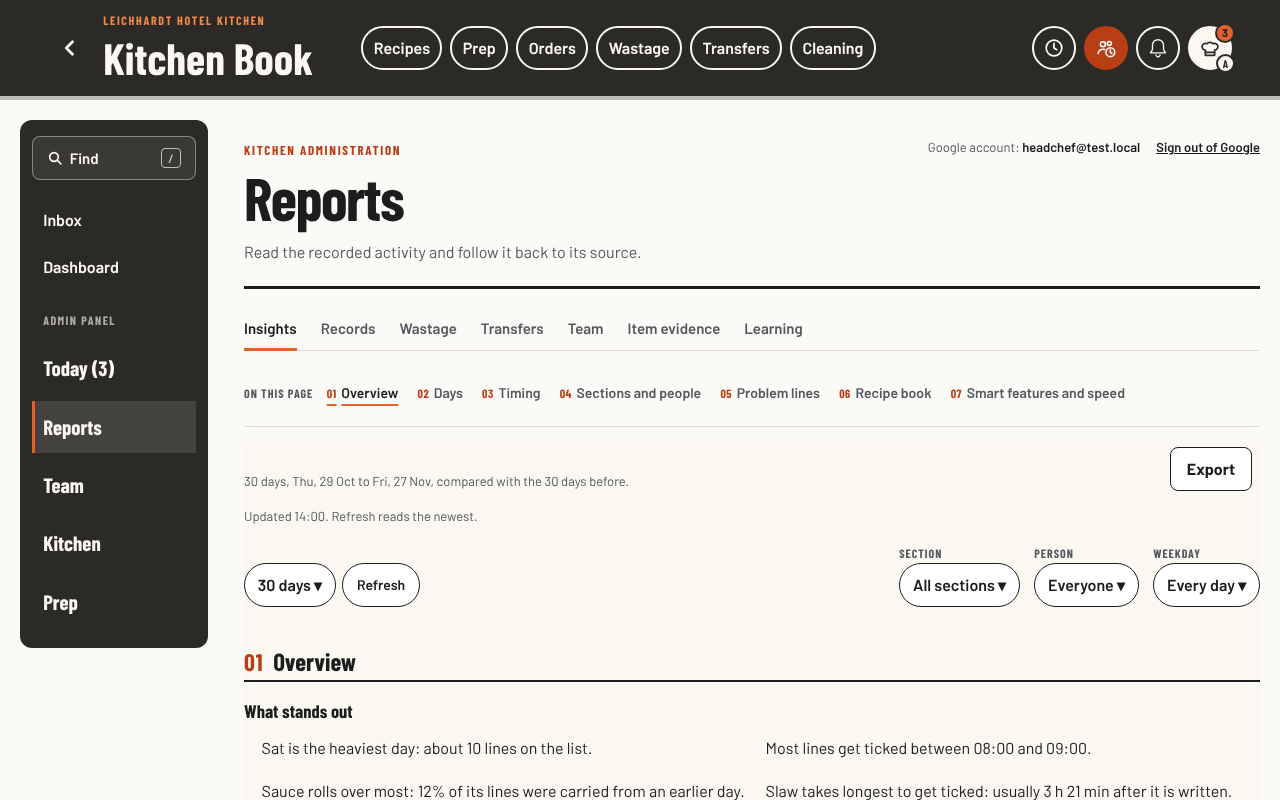 LEICHHARDT HOTEL KITCHEN
Kitchen Book
Recipes
Prep
Orders
Wastage
Transfers
Cleaning
3
A
Find
/
Inbox
Dashboard
ADMIN PANEL
Today (3)
Reports
Team
Kitchen
Prep
KITCHEN ADMINISTRATION
Google account: headchef@test.local
Sign out of Google
Reports
Read the recorded activity and follow it back to its source.
Insights
Records
Wastage
Transfers
Team
Item evidence
Learning
ON THIS PAGE
01 Overview
02 Days
03 Timing
04 Sections and people
05 Problem lines
06 Recipe book
07 Smart features and speed
30 days, Thu, 29 Oct to Fri, 27 Nov, compared with the 30 days before.
Export
Updated 14:00. Refresh reads the newest.
30 days ▾
Refresh
SECTION
All sections ▾
PERSON
Everyone ▾
WEEKDAY
Every day ▾
01 Overview
What stands out
Sat is the heaviest day: about 10 lines on the list.
Most lines get ticked between 08:00 and 09:00.
Sauce rolls over most: 12% of its lines were carried from an earlier day.
Slaw takes longest to get ticked: usually 3 h 21 min after it is written.